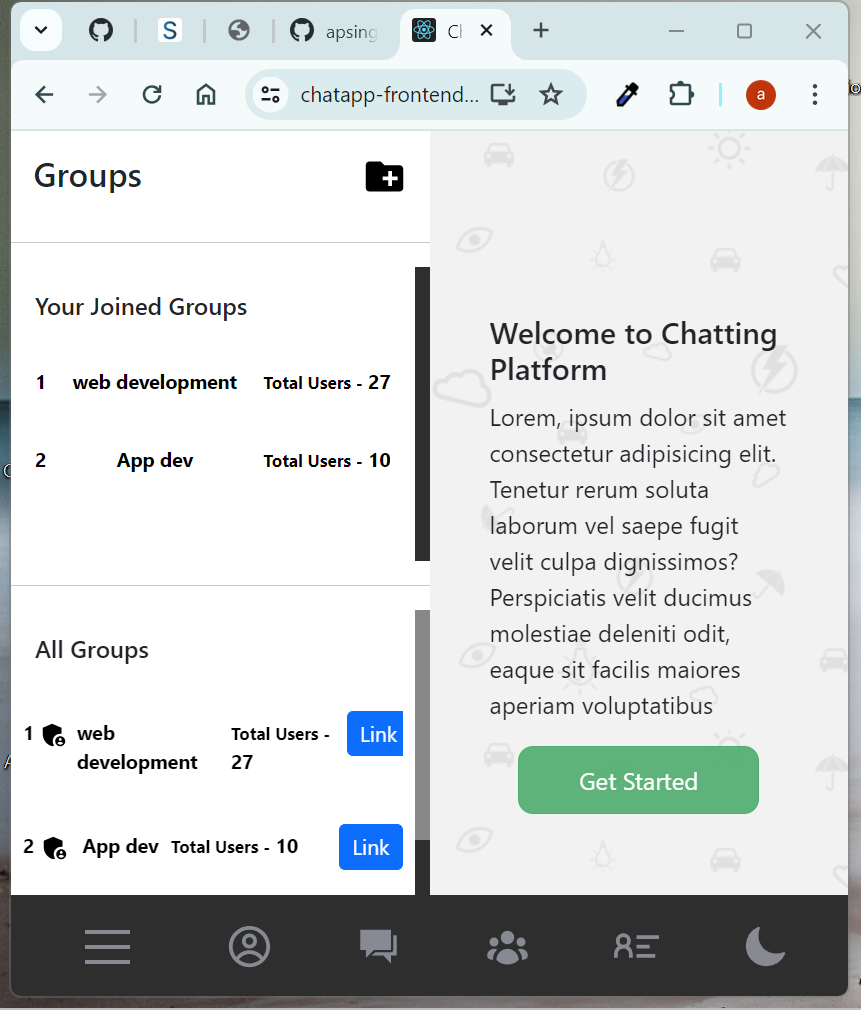 S
apsing
Ch
chatapp-frontend...
a
Groups
Your Joined Groups
1 web development Total Users - 27
2 App dev Total Users - 10
All Groups
1 web development Total Users - 27 Link
2 App dev Total Users - 10 Link
Welcome to Chatting
Platform
Lorem, ipsum dolor sit amet
consectetur adipisicing elit.
Tenetur rerum soluta
laborum vel saepe fugit
velit culpa dignissimos?
Perspiciatis velit ducimus
molestiae deleniti odit,
eaque sit facilis maiores
aperiam voluptatibus
Get Started